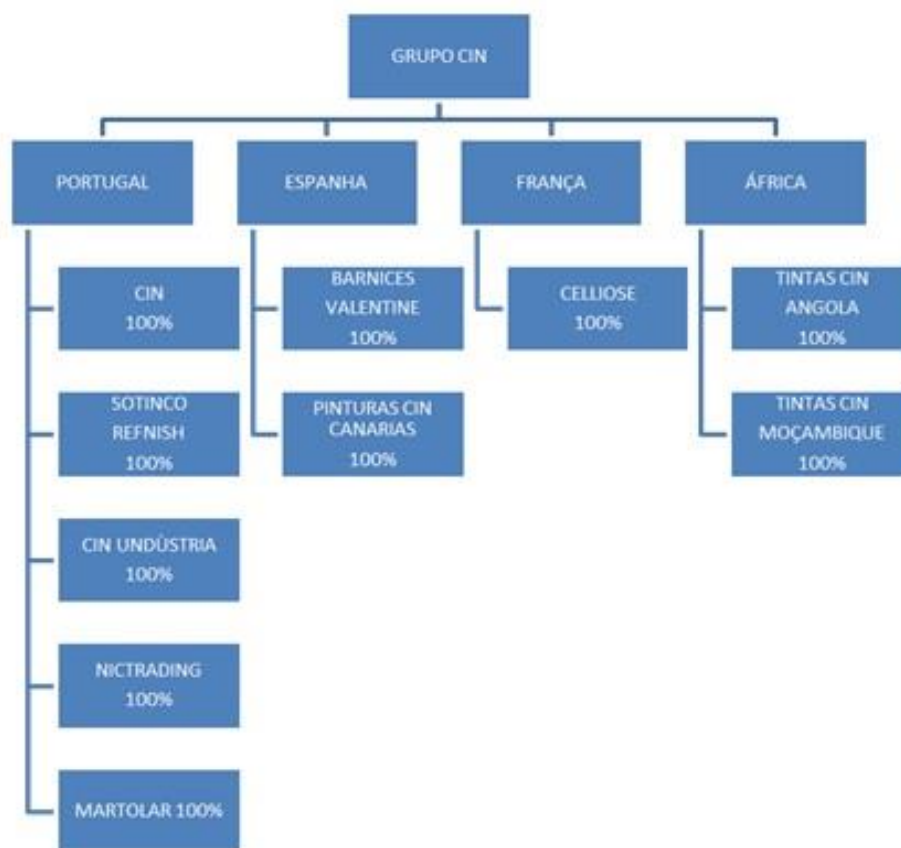 GRUPO CIN
PORTUGAL
ESPANHA
FRANÇA
ÁFRICA
CIN
100%
SOTINCO
REFNISH
100%
CIN UNDÙSTRIA
100%
NICTRADING
100%
MARTOLAR 100%
BARNICES
VALENTINE
100%
PINTURAS CIN
CANARIAS
100%
CELLIOSE
100%
TINTAS CIN
ANGOLA
100%
TINTAS CIN
MOÇAMBIQUE
100%